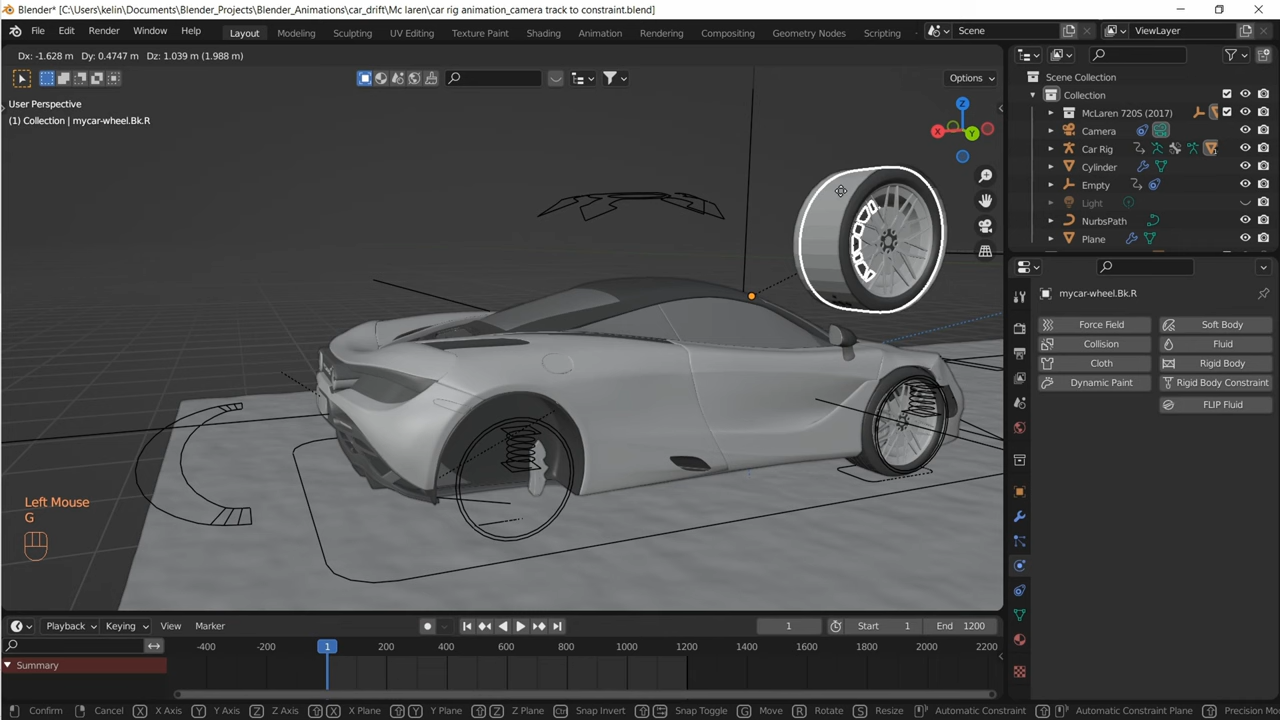 Blender* [C:\Users\kelin\Documents\Blender_Projects\Blender_Animations\car_drift\Mc laren\car rig animation_camera track to constraint.blend]
File Edit Render Window Help Layout Modeling Sculpting UV Editing Texture Paint Shading Animation Rendering Compositing Geometry Nodes Scripting Scene ViewLayer
Dx: -1.628 m Dy: 0.4747 m Dz: 1.039 m (1.988 m)
Options
User Perspective
(1) Collection | mycar-wheel.Bk.R
Z
X
Y
Scene Collection
Collection
McLaren 720S (2017)
Camera
Car Rig
Cylinder
Empty
Light
NurbsPath
Plane
mycar-wheel.Bk.R
Force Field Soft Body
Collision Fluid
Cloth Rigid Body
Dynamic Paint Rigid Body Constraint
FLIP Fluid
Left Mouse
G
Playback Keying View Marker 1 Start 1 End 1200
-400 -200 1 200 400 600 800 1000 1200 1400 1600 1800 2000 2200
Summary
Confirm Cancel X X Axis Y Y Axis Z Z Axis X X Plane Y Y Plane Z Z Plane Snap Invert Snap Toggle G Move R Rotate S Resize Automatic Constraint Automatic Constraint Plane Precision Mo